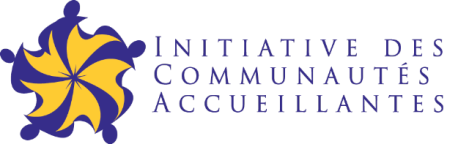 INITIATIVE DES
COMMUNAUTÉS
ACCUEILLANTES